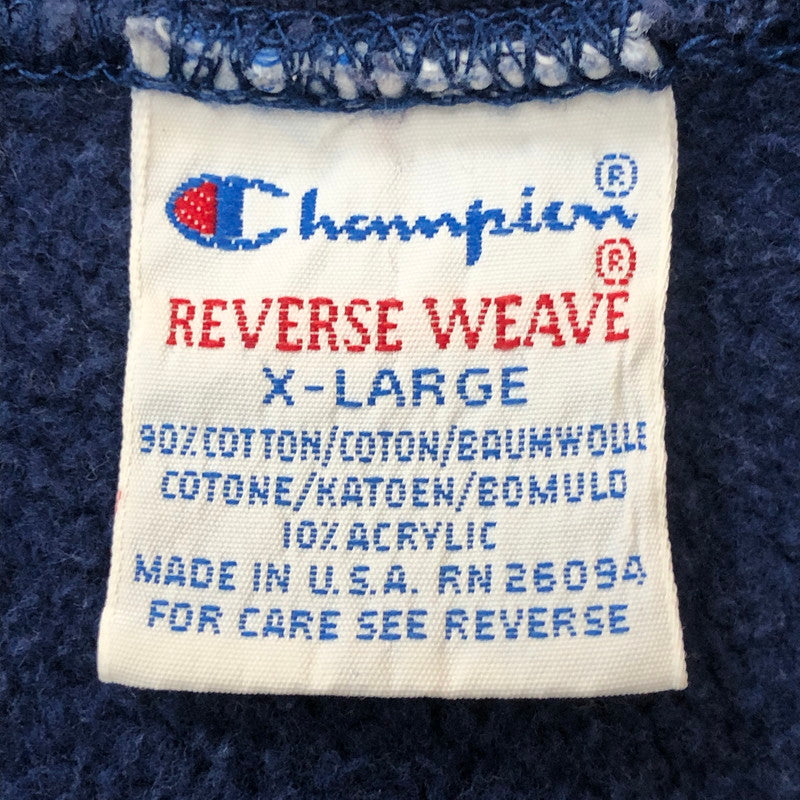 Champion®
REVERSE WEAVE®
X-LARGE
90% COTTON/COTON/BAUMWOLLE
COTONE/KATOEN/BOMULD
10% ACRYLIC
MADE IN U.S.A. RN 26094
FOR CARE SEE REVERSE